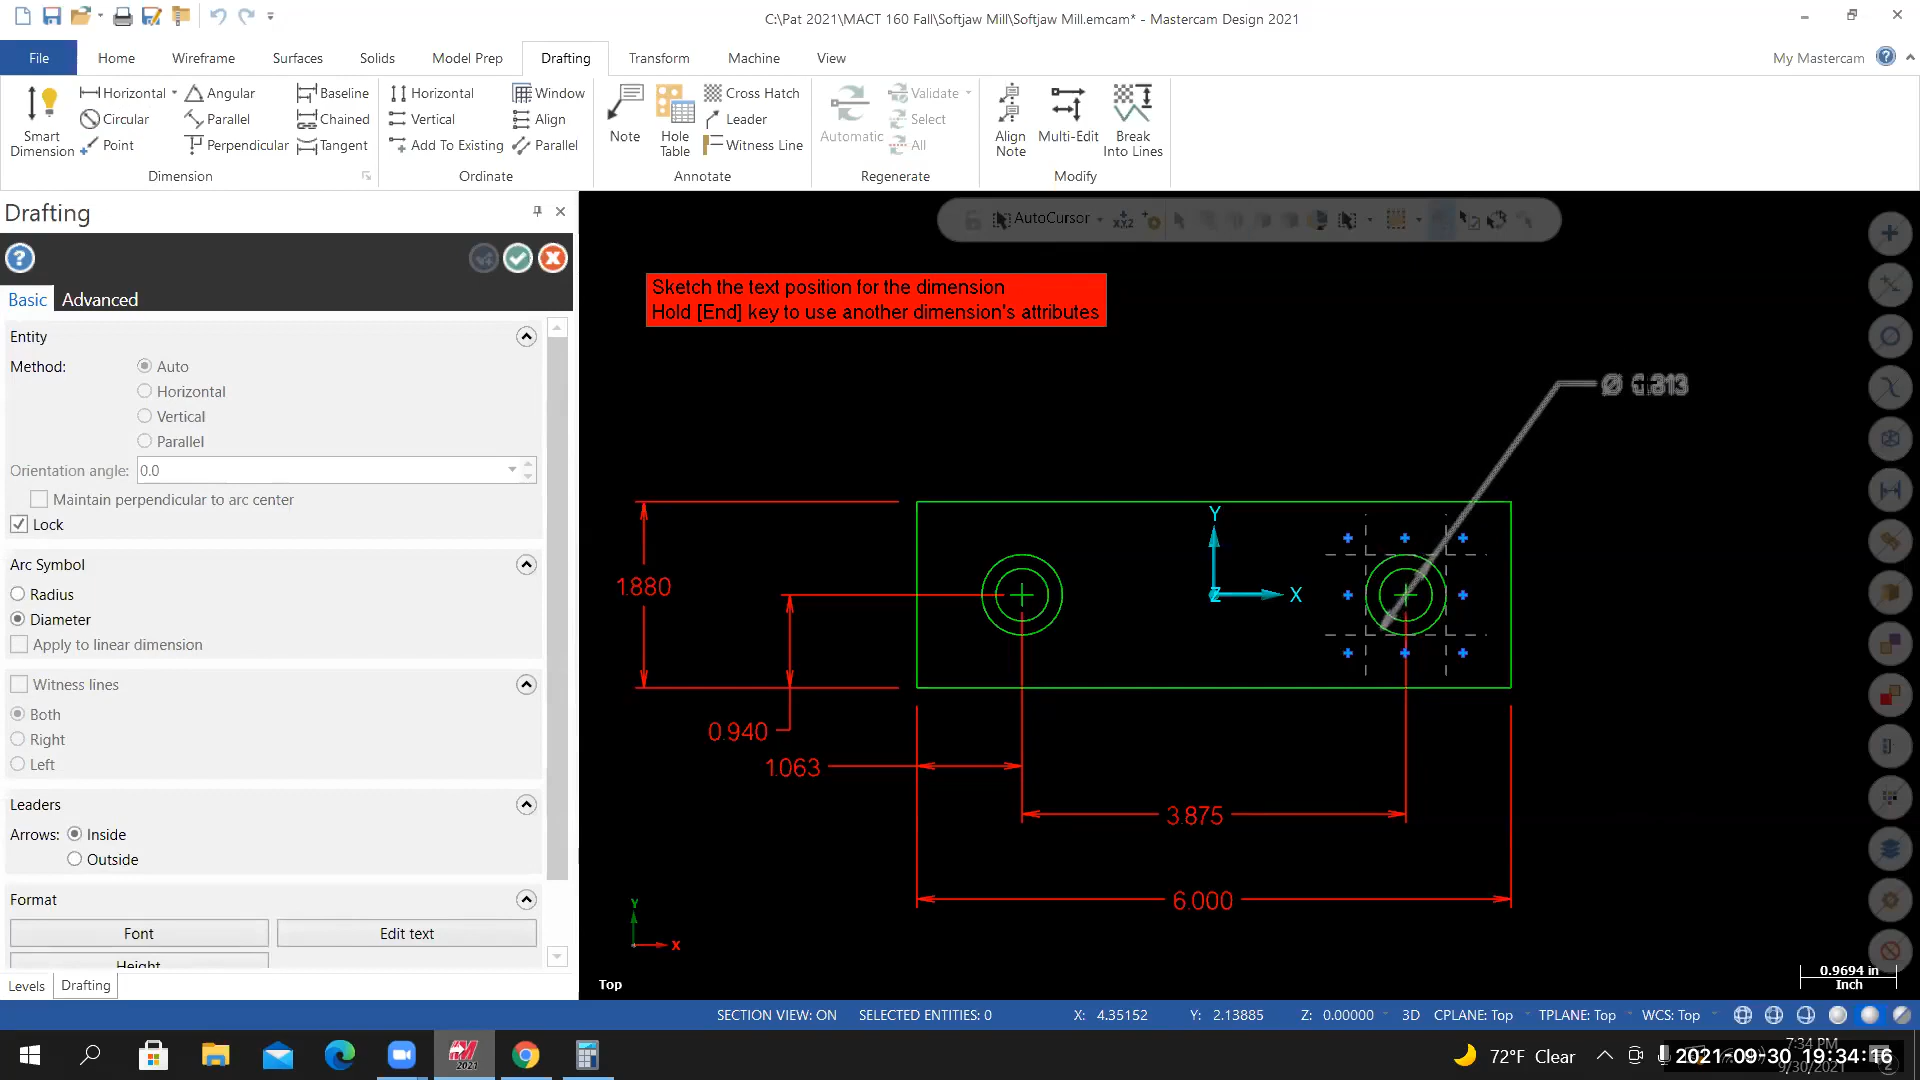 C:\Pat 2021\MACT 160 Fall\Softjaw Mill\Softjaw Mill.emcam* - Mastercam Design 2021
File Home Wireframe Surfaces Solids Model Prep Drafting Transform Machine View My Mastercam
Smart Dimension
Horizontal
Circular
Point
Angular
Parallel
Perpendicular
Baseline
Chained
Tangent
Dimension
Horizontal
Vertical
Add To Existing
Window
Align
Parallel
Ordinate
Note
Hole Table
Cross Hatch
Leader
Witness Line
Annotate
Automatic
Validate
Select
All
Regenerate
Align Note
Multi-Edit
Break Into Lines
Modify
Drafting
Basic Advanced
Entity
Method:
Auto
Horizontal
Vertical
Parallel
Orientation angle: 0.0
Maintain perpendicular to arc center
Lock
Arc Symbol
Radius
Diameter
Apply to linear dimension
Witness lines
Both
Right
Left
Leaders
Arrows:
Inside
Outside
Format
Font
Edit text
Height
Levels Drafting
AutoCursor
Sketch the text position for the dimension
Hold [End] key to use another dimension's attributes
1.880
Y
X
Z
0.940
1.063
3.875
6.000
Y
X
Top
0.9694 in
Inch
SECTION VIEW: ON SELECTED ENTITIES: 0 X: 4.35152 Y: 2.13885 Z: 0.00000 3D CPLANE: Top TPLANE: Top WCS: Top
2021
72°F Clear
7:34 PM
2021-09-30 19:34:16
9/30/2021